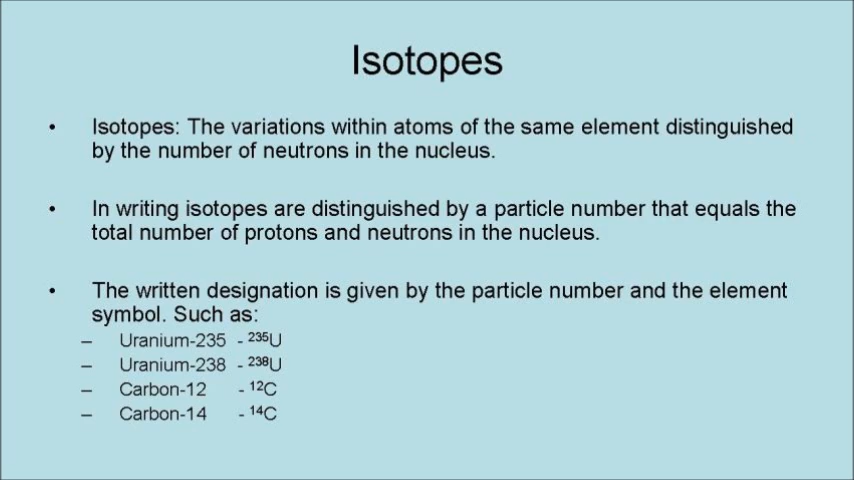 Isotopes
• Isotopes: The variations within atoms of the same element distinguished
by the number of neutrons in the nucleus.
• In writing isotopes are distinguished by a particle number that equals the
total number of protons and neutrons in the nucleus.
• The written designation is given by the particle number and the element
symbol. Such as:
– Uranium-235 - ²³⁵U
– Uranium-238 - ²³⁸U
– Carbon-12 - ¹²C
– Carbon-14 - ¹⁴C